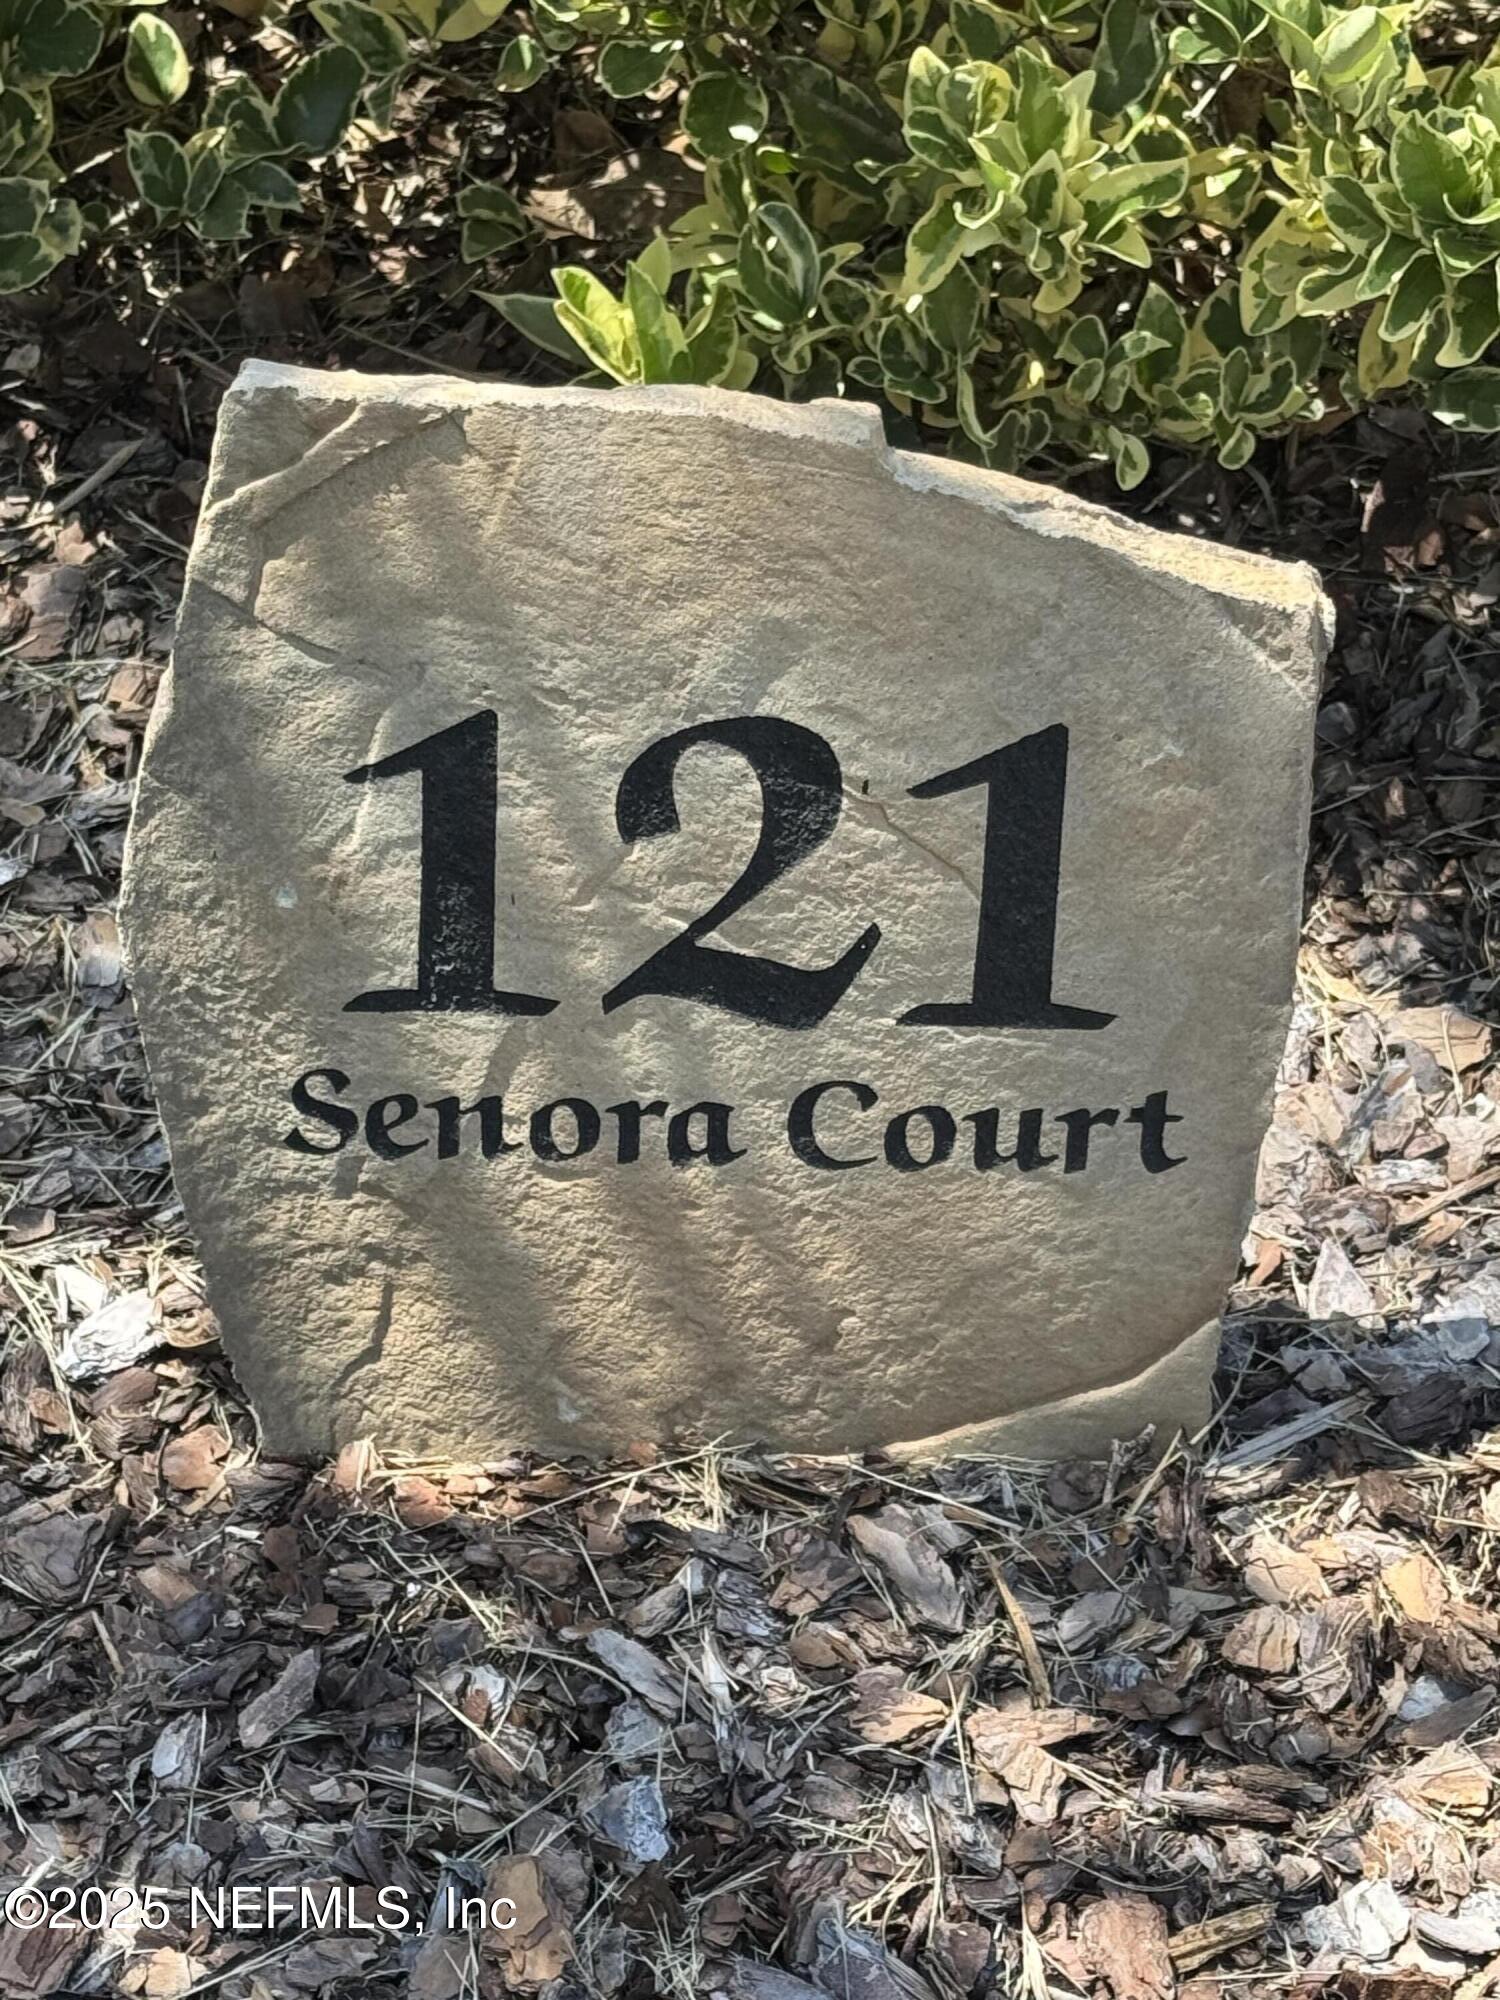 121
Senora Court
©2025 NEFMLS, Inc